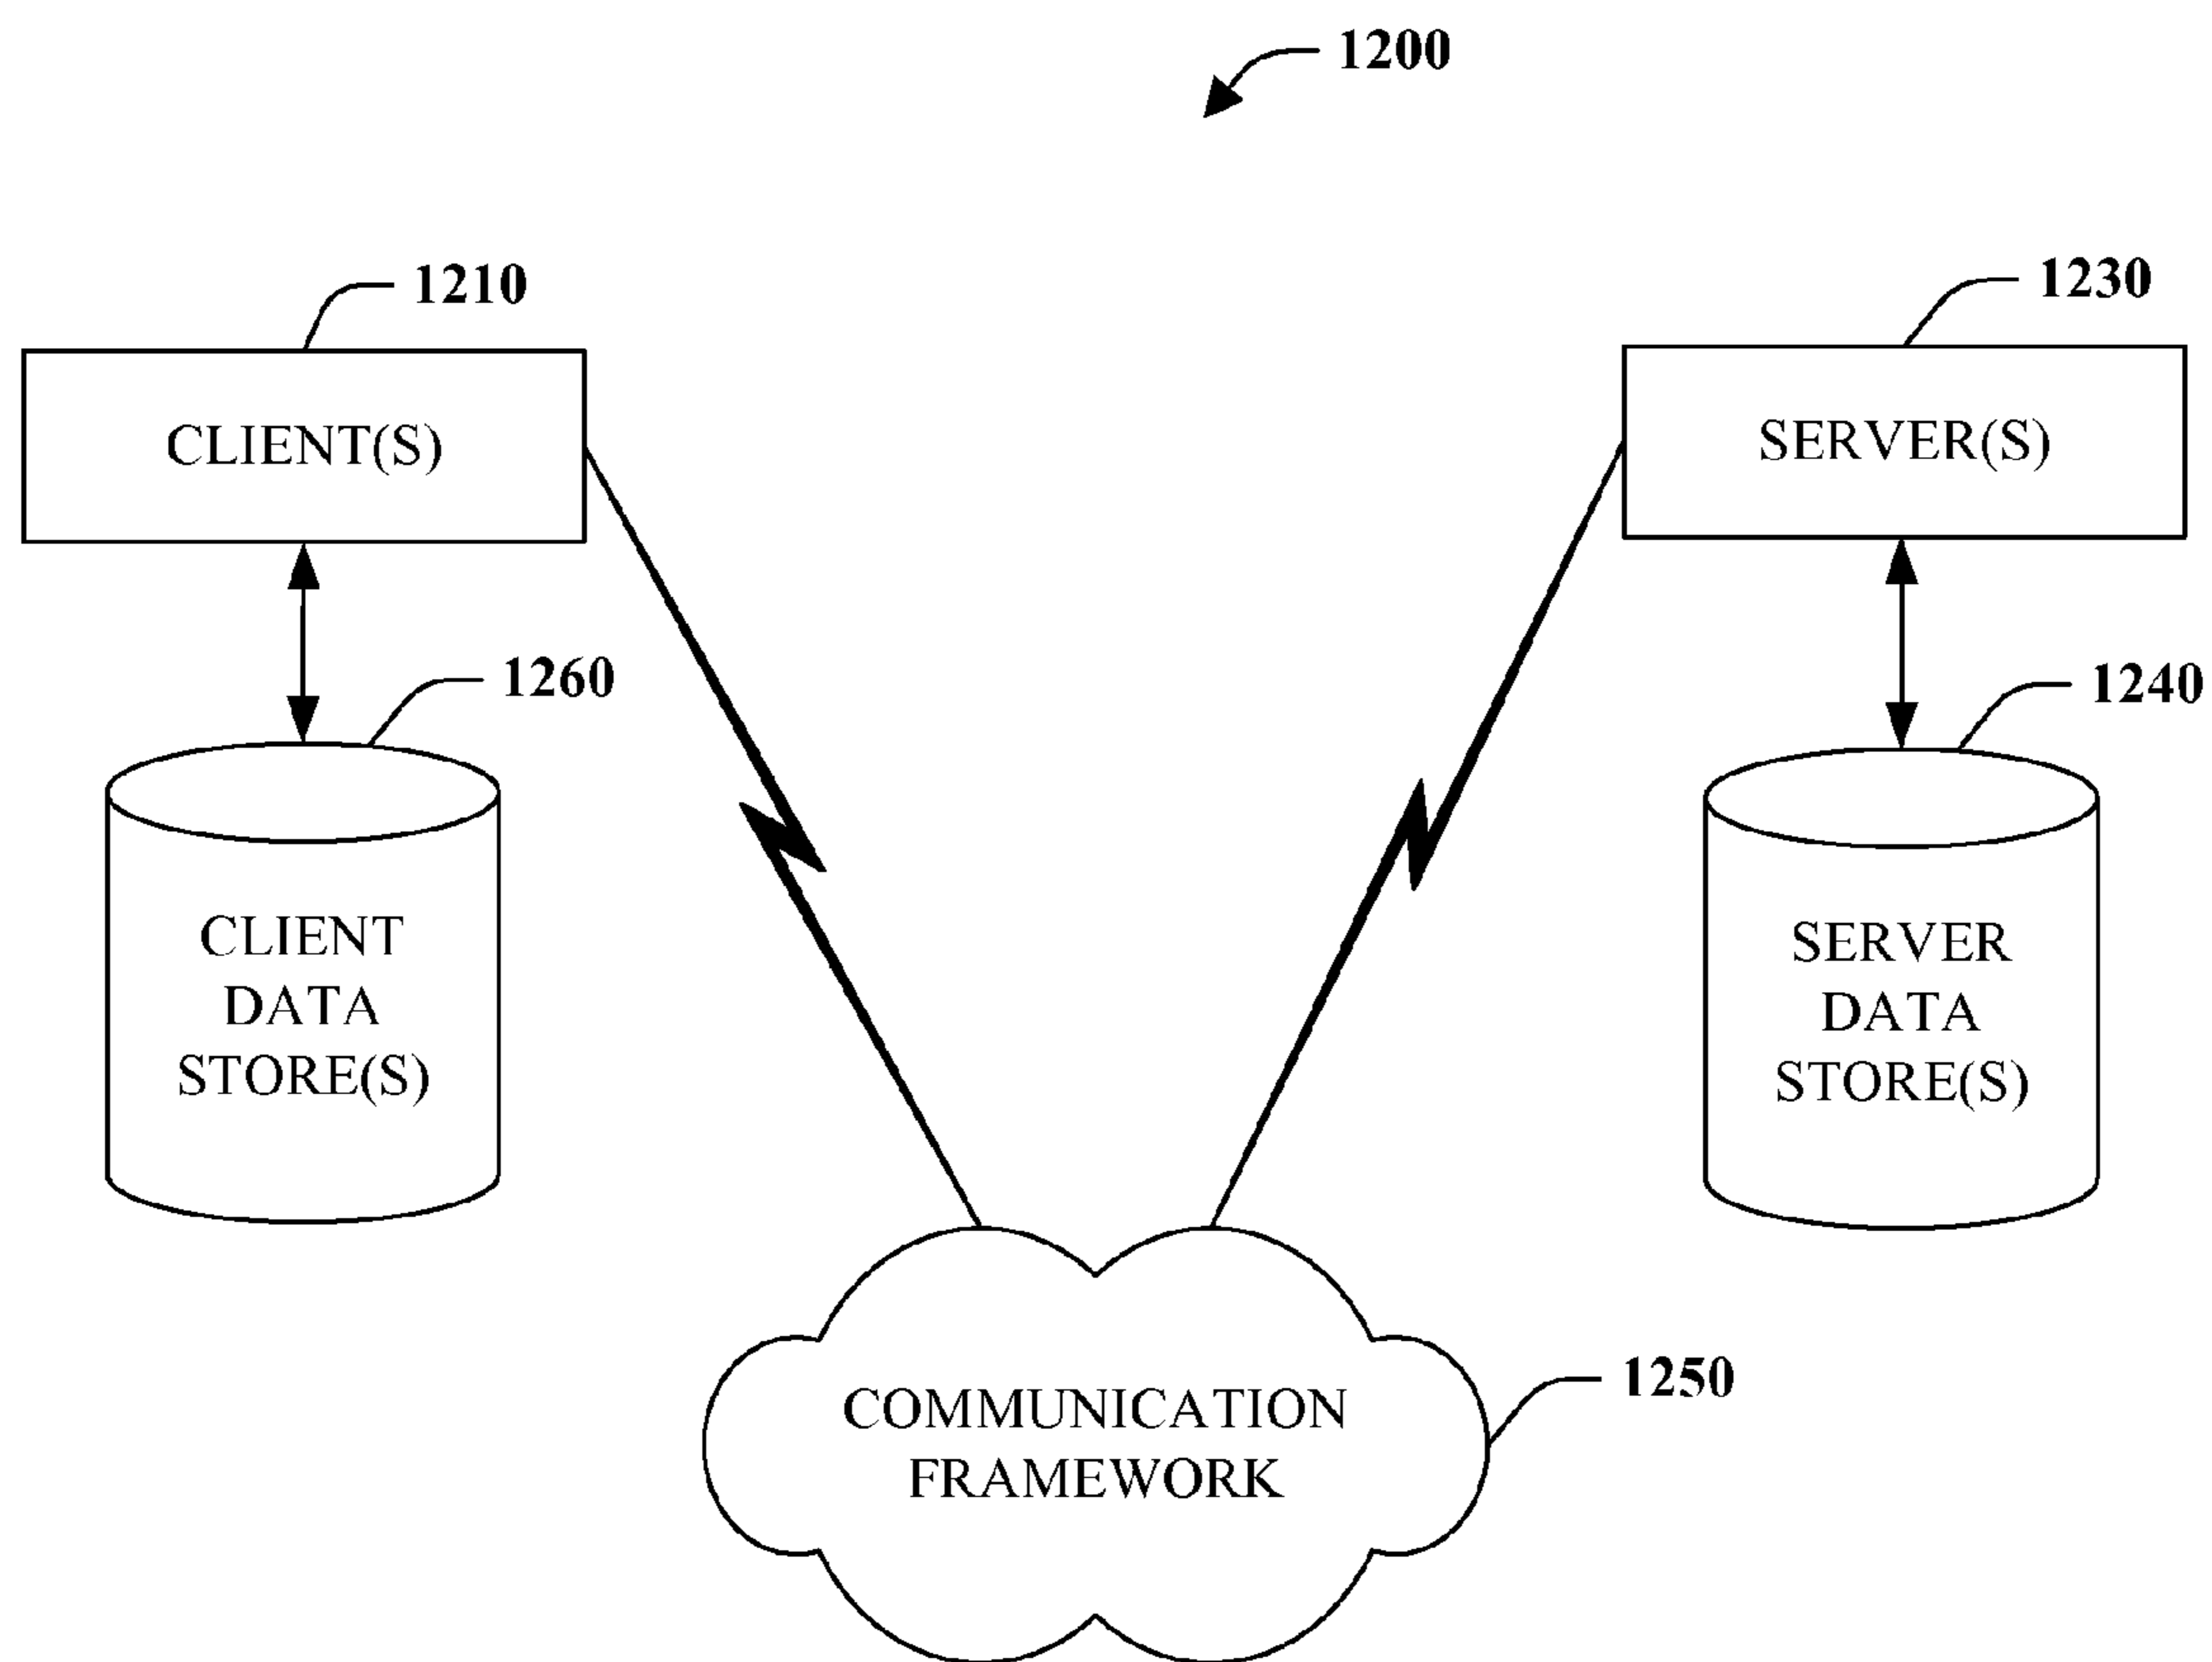 1200
1210
1230
CLIENT(S)
SERVER(S)
1260
1240
CLIENT
DATA
STORE(S)
SERVER
DATA
STORE(S)
1250
COMMUNICATION
FRAMEWORK